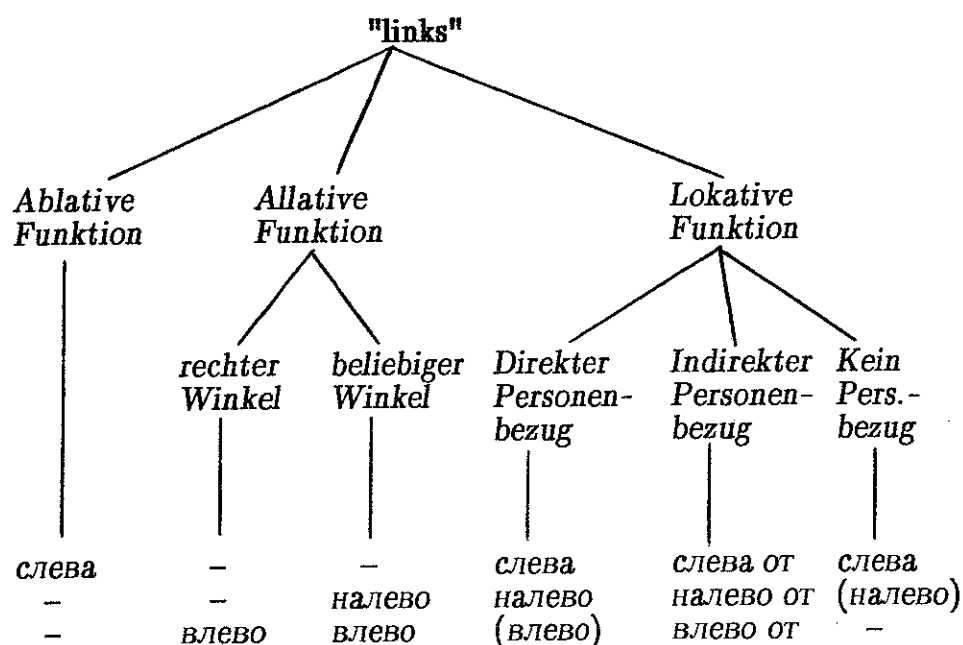 "links"
Ablative Allative Lokative
Funktion Funktion Funktion
rechter beliebiger Direkter Indirekter Kein
Winkel Winkel Personen- Personen- Pers.-
bezug bezug bezug
слева – – слева слева от слева
– – налево налево налево от (налево)
– влево влево (влево) влево от –